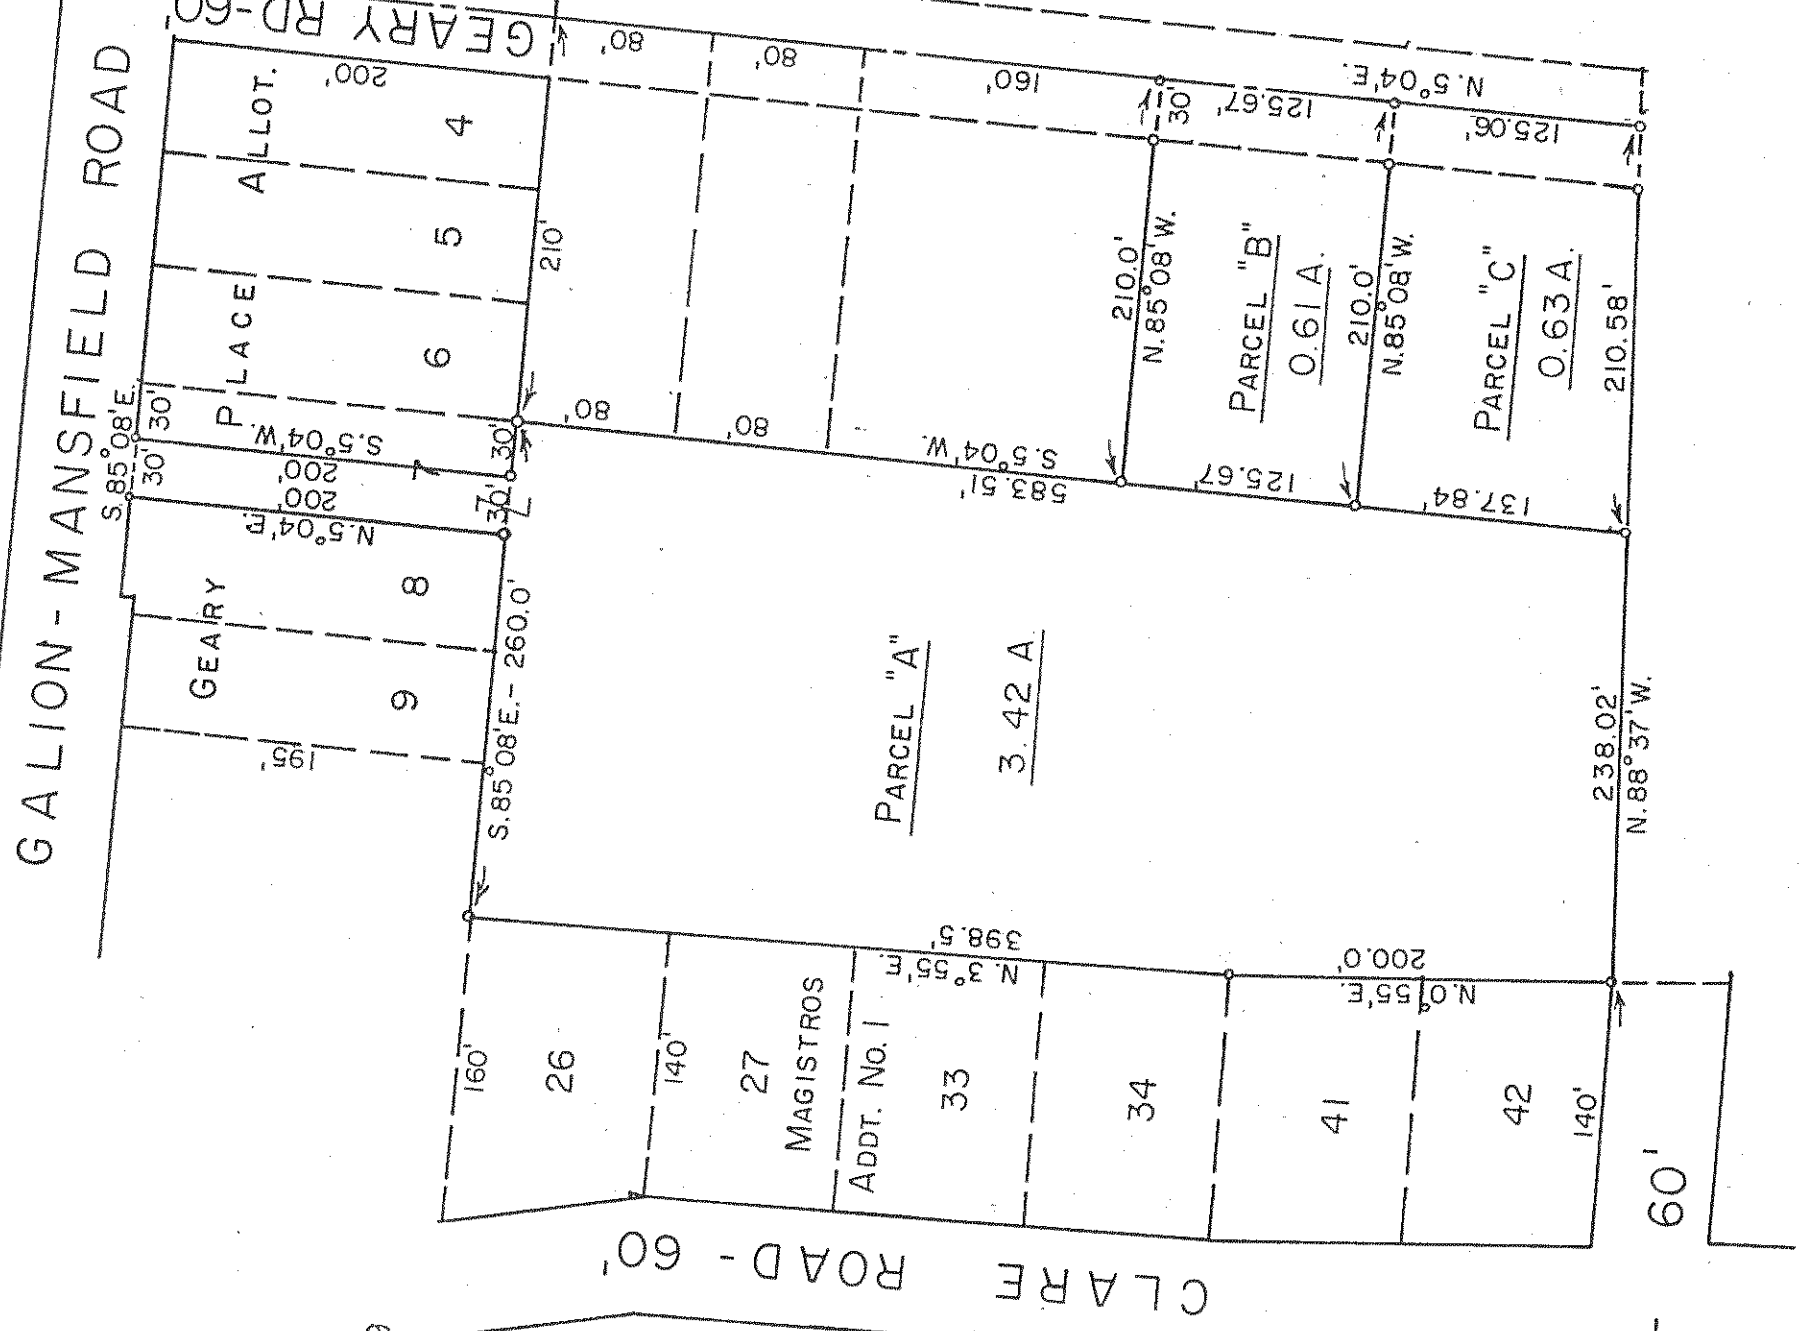 GALION-MANSFIELD ROAD
GEARY RD-60'
GEARY PLACE ALLOT.
200'
4
5
6
7
8
9
195'
210'
S.85°08'E.
30'
30'
S.5°04'W.
200'
200'
N.5°04'E.
30'
30'
S.85°08'E.- 260.0'
80'
80'
160'
30'
125.67'
N.5°04'E.
125.06'
80'
80'
S.5°04'W.
583.51'
125.67'
137.84'
210.0'
N.85°08'W.
PARCEL "B"
0.61 A.
210.0'
N.85°08'W.
PARCEL "C"
0.63 A.
210.58'
PARCEL "A"
3.42 A
238.02'
N.88°37'W.
398.5'
N.3°55'E.
200.0'
N.0°55'E.
160'
26
140'
27
MAGISTROS
ADDT. No. 1
33
34
41
42
140'
60'
CLARE ROAD-60'